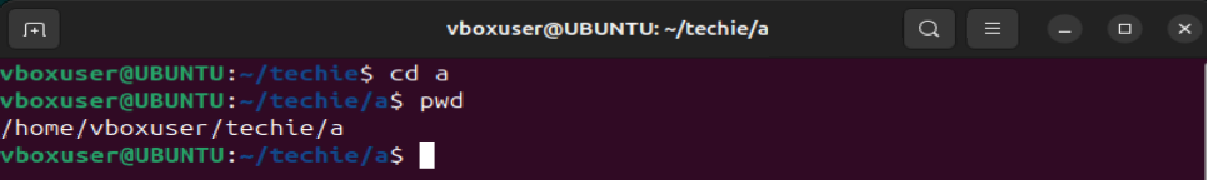 vboxuser@UBUNTU: ~/techie/a
vboxuser@UBUNTU:~/techie$ cd a
vboxuser@UBUNTU:~/techie/a$ pwd
/home/vboxuser/techie/a
vboxuser@UBUNTU:~/techie/a$